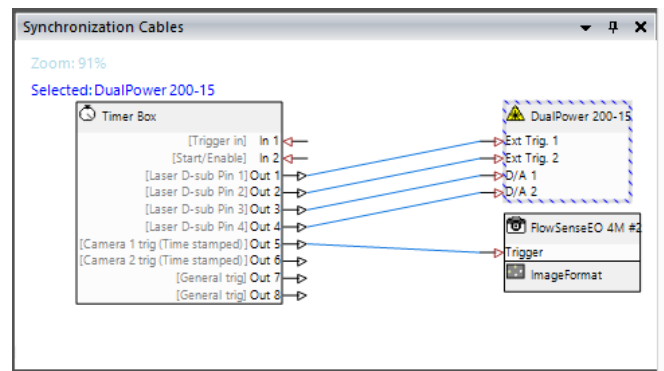 Synchronization Cables
Zoom: 91%
Selected: DualPower 200-15
Timer Box
[Trigger in] In 1
[Start/Enable] In 2
[Laser D-sub Pin 1] Out 1
[Laser D-sub Pin 2] Out 2
[Laser D-sub Pin 3] Out 3
[Laser D-sub Pin 4] Out 4
[Camera 1 trig (Time stamped)] Out 5
[Camera 2 trig (Time stamped)] Out 6
[General trig] Out 7
[General trig] Out 8
DualPower 200-15
Ext Trig. 1
Ext Trig. 2
D/A 1
D/A 2
FlowSenseEO 4M #2
Trigger
ImageFormat